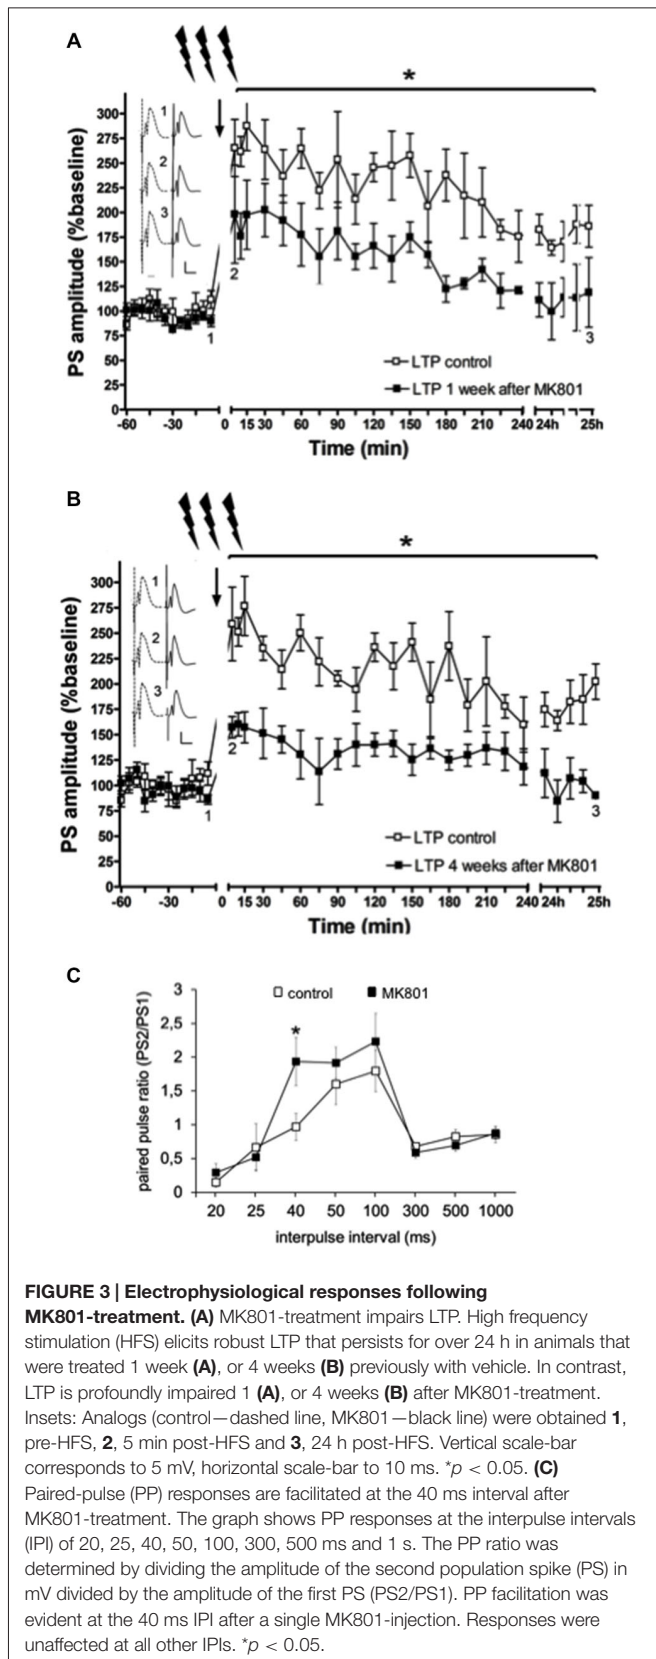 A
*
PS amplitude (%baseline)
300
275
250
225
200
175
150
125
100
75
50
25
0
1
2
3
2
1
3
LTP control
LTP 1 week after MK801
-60 -30 0 15 30 60 90 120 150 180 210 240 24h 25h
Time (min)
B
*
PS amplitude (%baseline)
300
275
250
225
200
175
150
125
100
75
50
25
0
1
2
3
2
1
3
LTP control
LTP 4 weeks after MK801
-60 -30 0 15 30 60 90 120 150 180 210 240 24h 25h
Time (min)
C
paired pulse ratio (PS2/PS1)
3
2,5
2
1,5
1
0,5
0
control MK801
*
20 25 40 50 100 300 500 1000
interpulse interval (ms)
FIGURE 3 | Electrophysiological responses following
MK801-treatment. (A) MK801-treatment impairs LTP. High frequency
stimulation (HFS) elicits robust LTP that persists for over 24 h in animals that
were treated 1 week (A), or 4 weeks (B) previously with vehicle. In contrast,
LTP is profoundly impaired 1 (A), or 4 weeks (B) after MK801-treatment.
Insets: Analogs (control—dashed line, MK801—black line) were obtained 1,
pre-HFS, 2, 5 min post-HFS and 3, 24 h post-HFS. Vertical scale-bar
corresponds to 5 mV, horizontal scale-bar to 10 ms. *p < 0.05. (C)
Paired-pulse (PP) responses are facilitated at the 40 ms interval after
MK801-treatment. The graph shows PP responses at the interpulse intervals
(IPI) of 20, 25, 40, 50, 100, 300, 500 ms and 1 s. The PP ratio was
determined by dividing the amplitude of the second population spike (PS) in
mV divided by the amplitude of the first PS (PS2/PS1). PP facilitation was
evident at the 40 ms IPI after a single MK801-injection. Responses were
unaffected at all other IPIs. *p < 0.05.